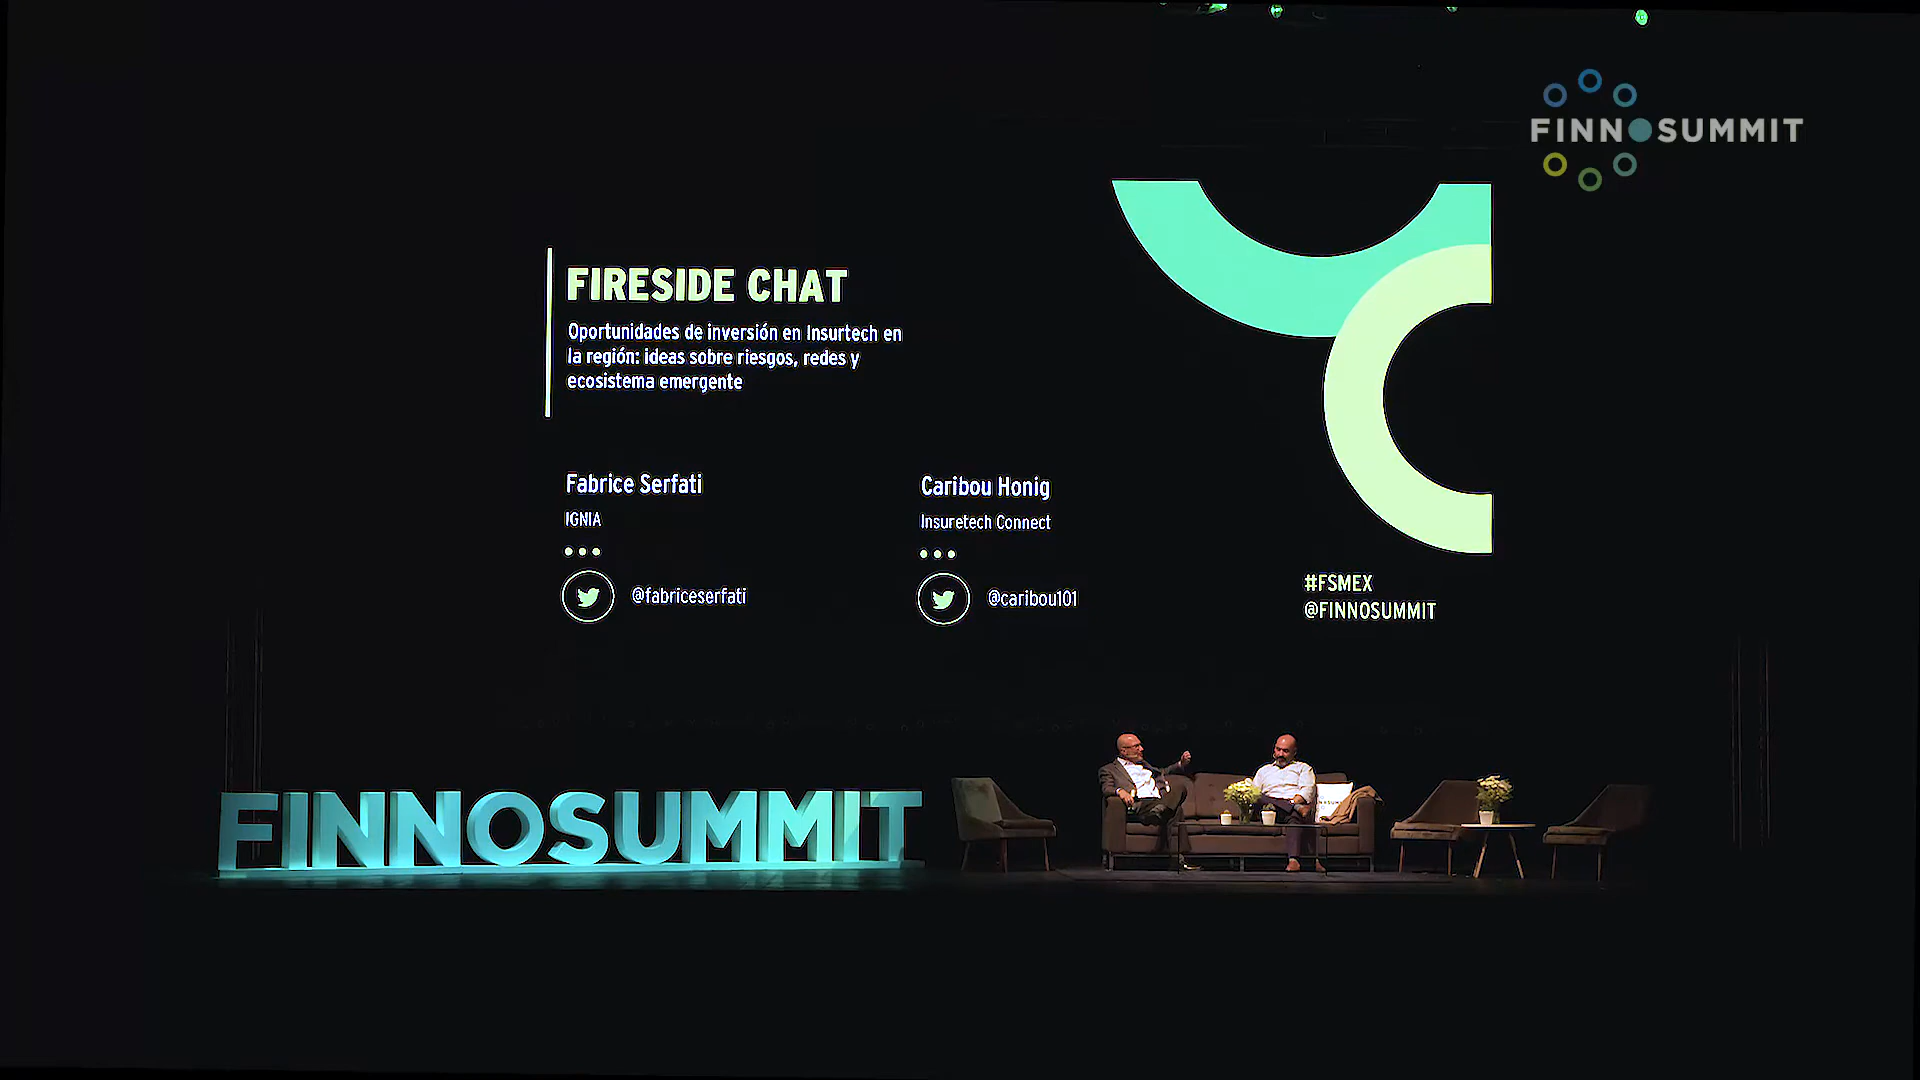 FINNOSUMMIT
FIRESIDE CHAT
Oportunidades de inversión en Insurtech en
la región: ideas sobre riesgos, redes y
ecosistema emergente
Fabrice Serfati
IGNIA
@fabriceserfati
Caribou Honig
Insuretech Connect
@caribou101
#FSMEX
@FINNOSUMMIT
FINNOSUMMIT